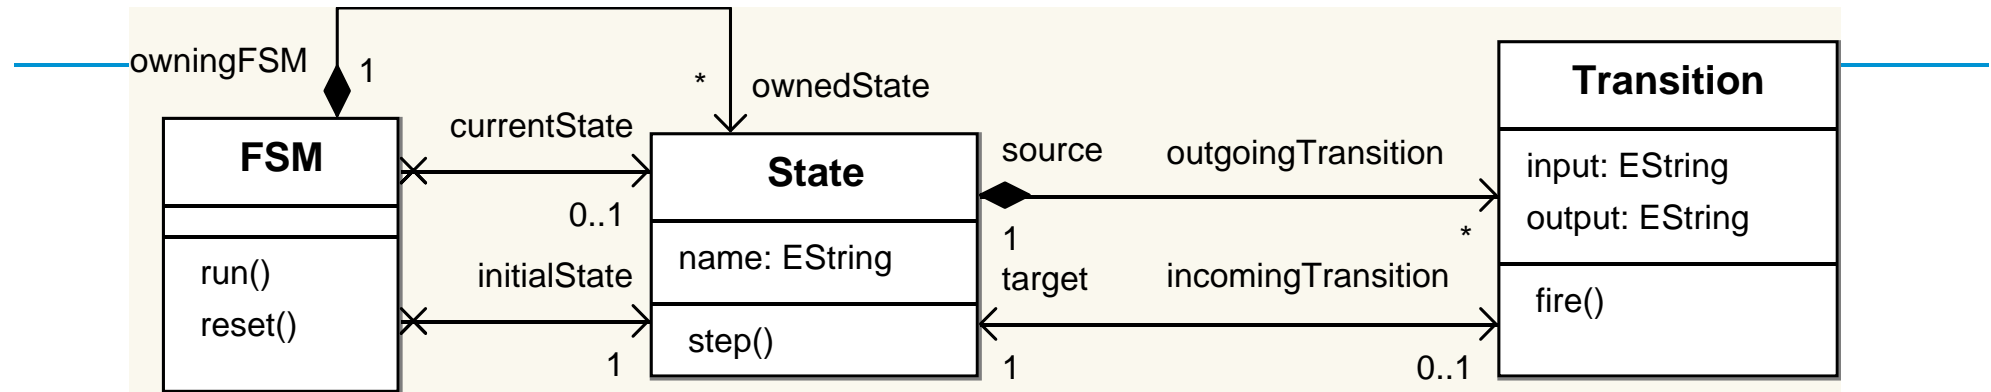 owningFSM
1
*
ownedState
FSM
run()
reset()
currentState
0..1
initialState
1
State
name: EString
step()
source
1
outgoingTransition
*
target
1
incomingTransition
0..1
Transition
input: EString
output: EString
fire()